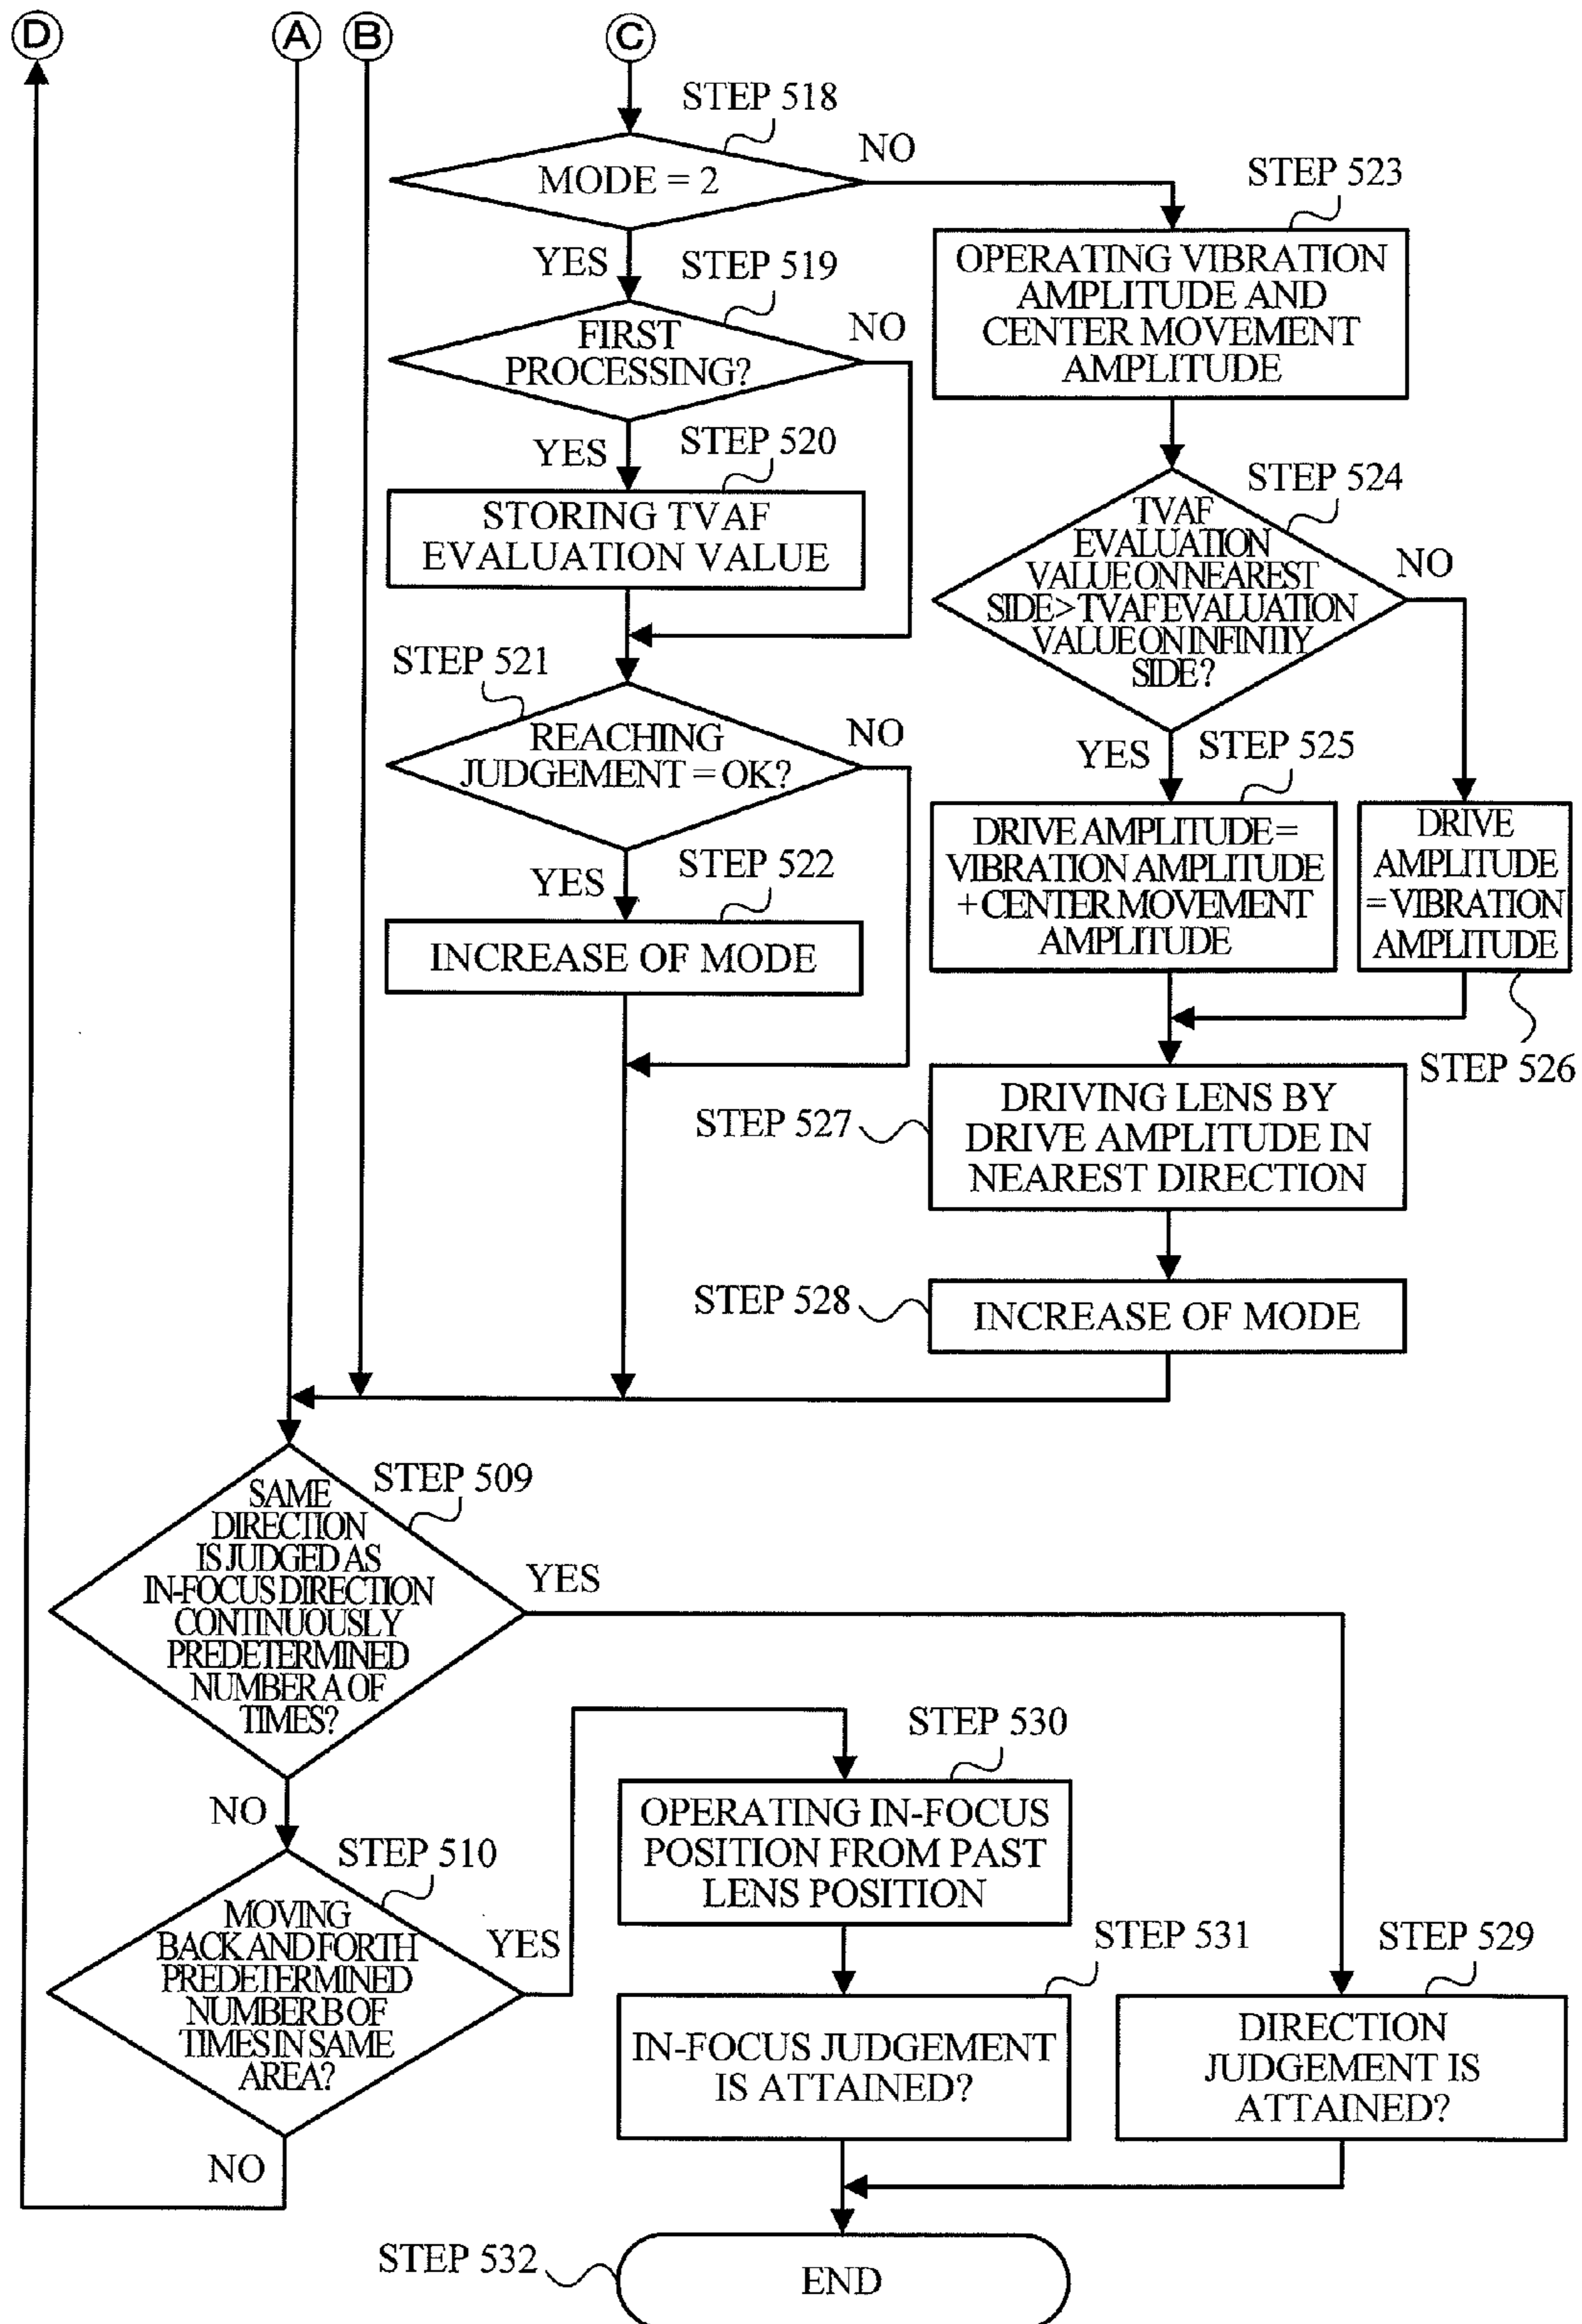 D
A
B
C
STEP 518
MODE = 2
NO
YES
STEP 519
FIRST
PROCESSING?
NO
YES
STEP 520
STORING TVAF
EVALUATION VALUE
STEP 521
REACHING
JUDGEMENT = OK?
NO
YES
STEP 522
INCREASE OF MODE
STEP 523
OPERATING VIBRATION
AMPLITUDE AND
CENTER MOVEMENT
AMPLITUDE
STEP 524
TVAF
EVALUATION
VALUE ON NEAREST
SIDE > TVAF EVALUATION
VALUE ON INFINTIY
SIDE?
NO
YES
STEP 525
DRIVE AMPLITUDE =
VIBRATION AMPLITUDE
+ CENTER MOVEMENT
AMPLITUDE
DRIVE
AMPLITUDE
= VIBRATION
AMPLITUDE
STEP 526
STEP 527
DRIVING LENS BY
DRIVE AMPLITUDE IN
NEAREST DIRECTION
STEP 528
INCREASE OF MODE
STEP 509
SAME
DIRECTION
IS JUDGED AS
IN-FOCUS DIRECTION
CONTINUOUSLY
PREDETERMINED
NUMBER A OF
TIMES?
YES
NO
STEP 510
MOVING
BACK AND FORTH
PREDETERMINED
NUMBER B OF
TIMES IN SAME
AREA?
YES
NO
STEP 530
OPERATING IN-FOCUS
POSITION FROM PAST
LENS POSITION
STEP 531
IN-FOCUS JUDGEMENT
IS ATTAINED?
STEP 529
DIRECTION
JUDGEMENT IS
ATTAINED?
STEP 532
END